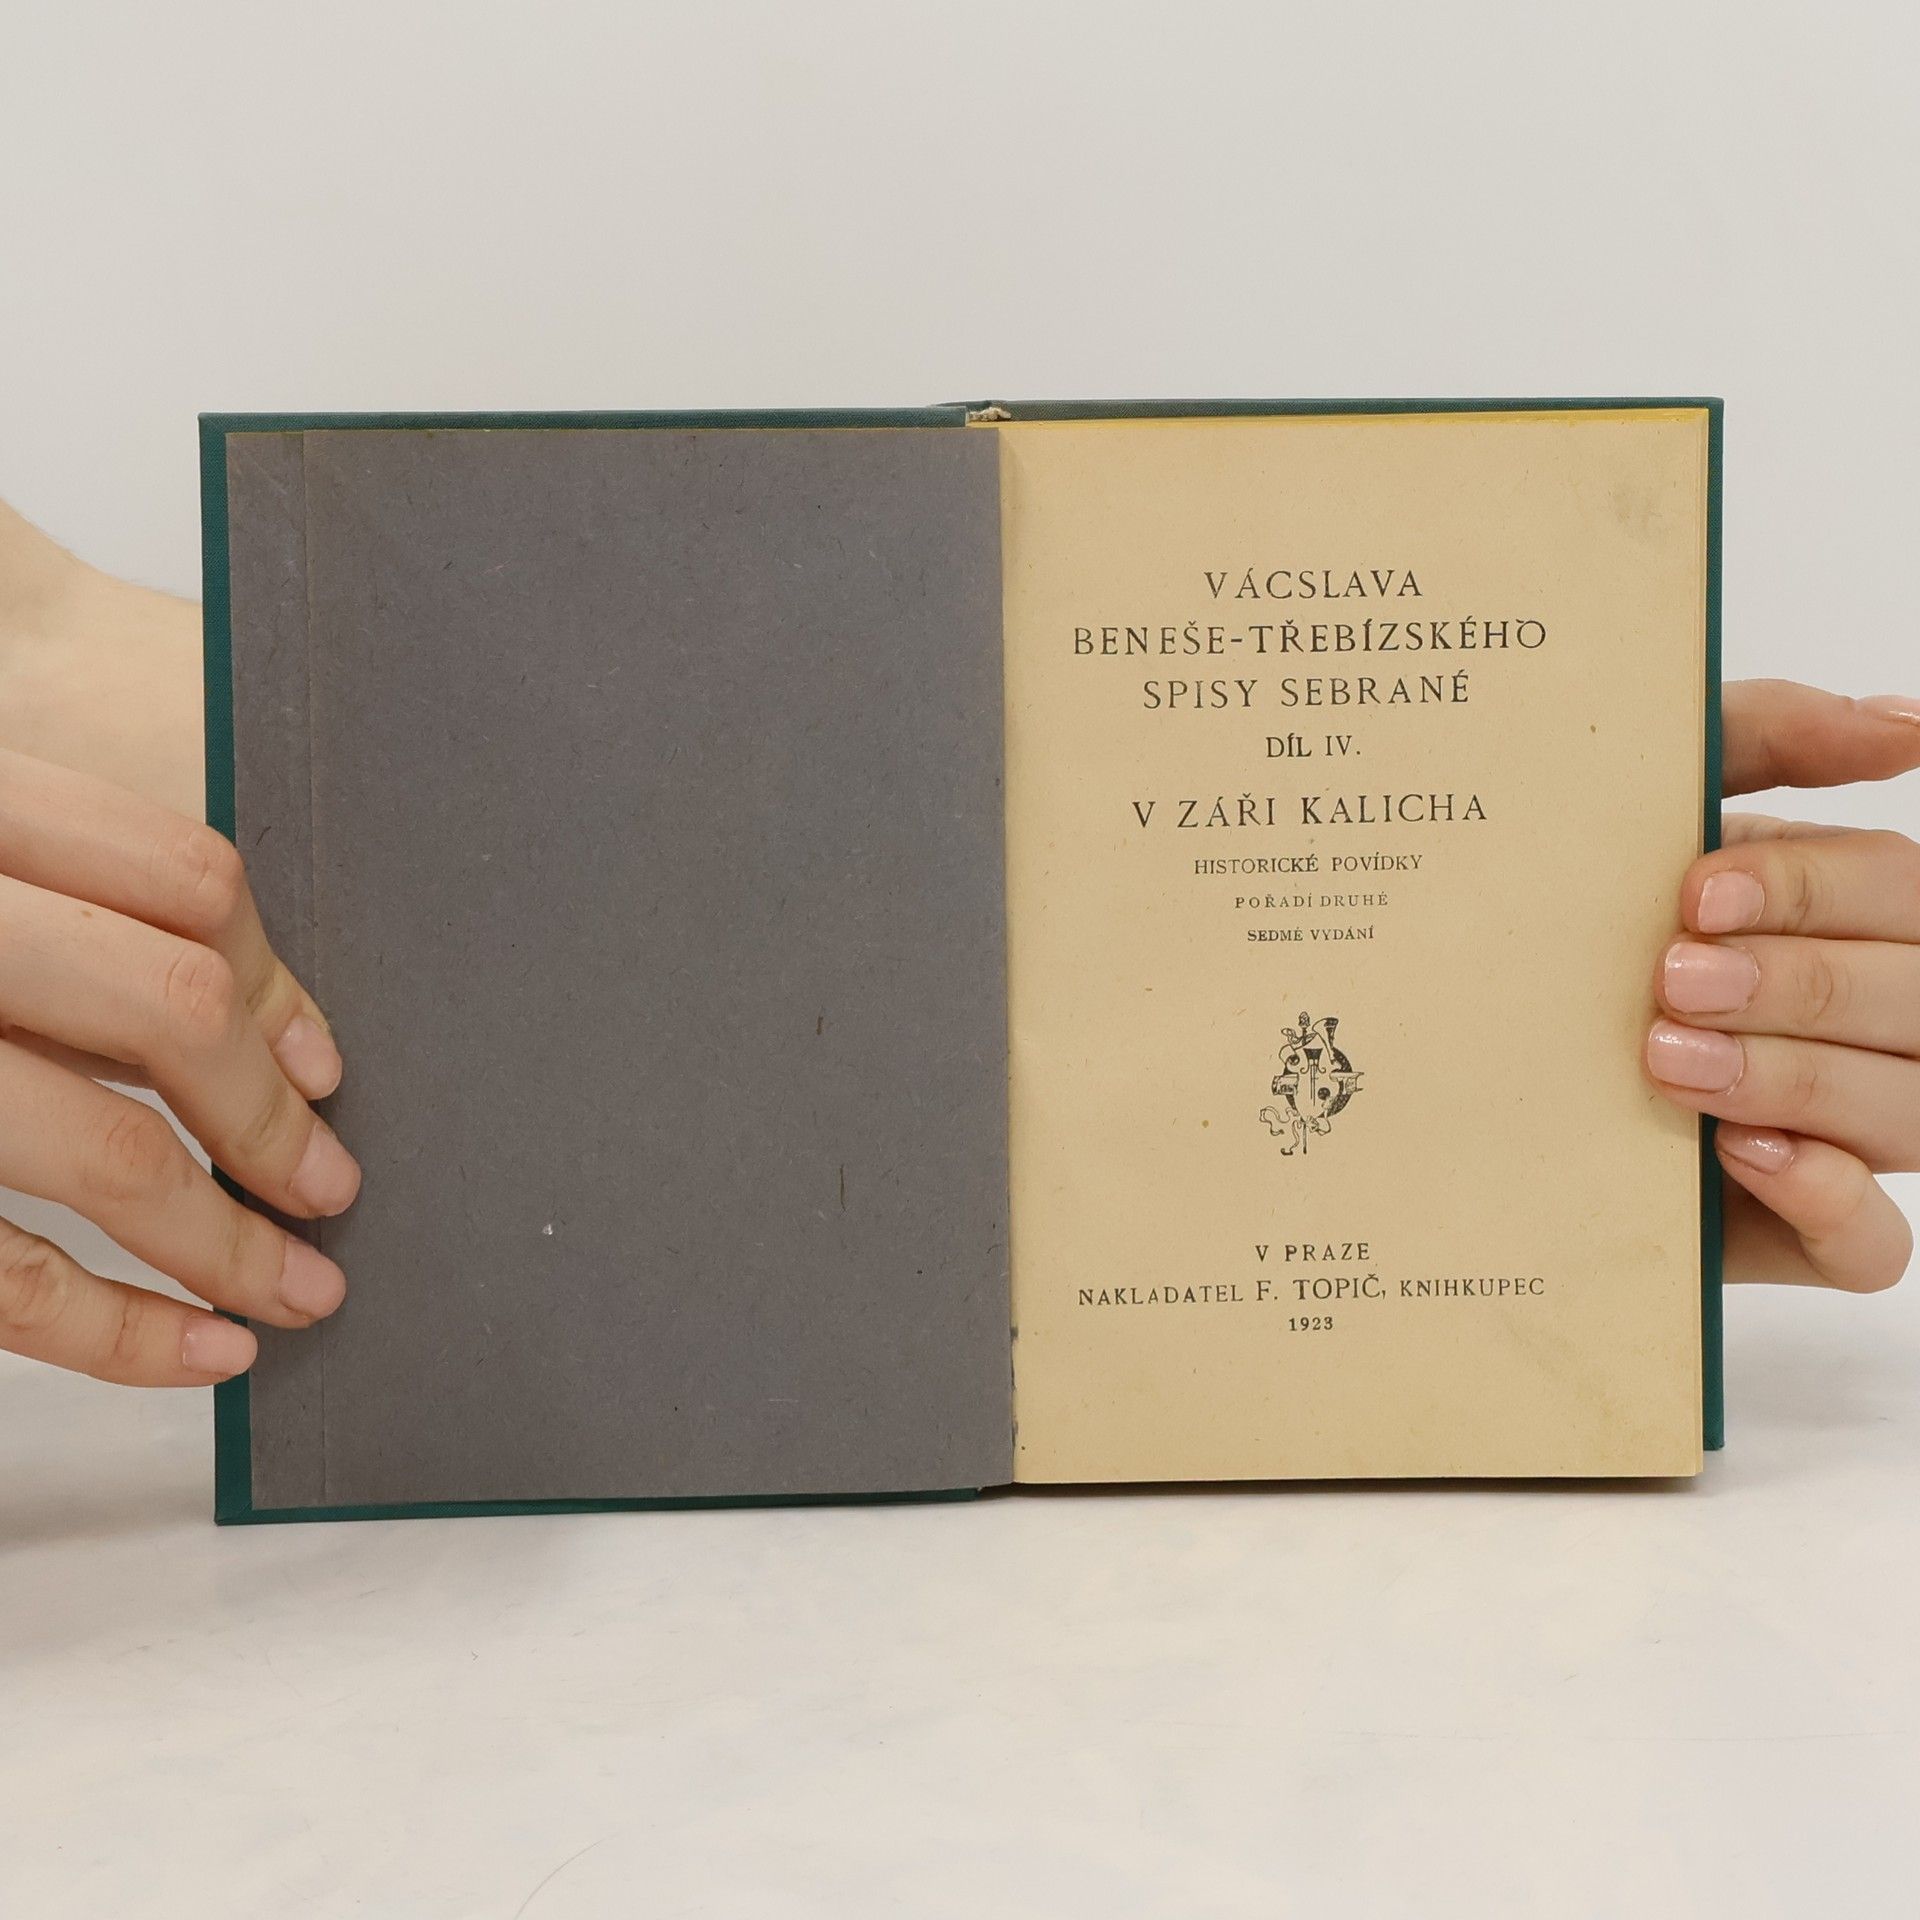 VÁCSLAVA
BENEŠE-TŘEBÍZSKÉHO
SPISY SEBRANÉ
DÍL IV.
V ZÁŘI KALICHA
HISTORICKÉ POVÍDKY
POŘADÍ DRUHÉ
SEDMÉ VYDÁNÍ
V PRAZE
NAKLADATEL F. TOPIČ, KNIHKUPEC
1923